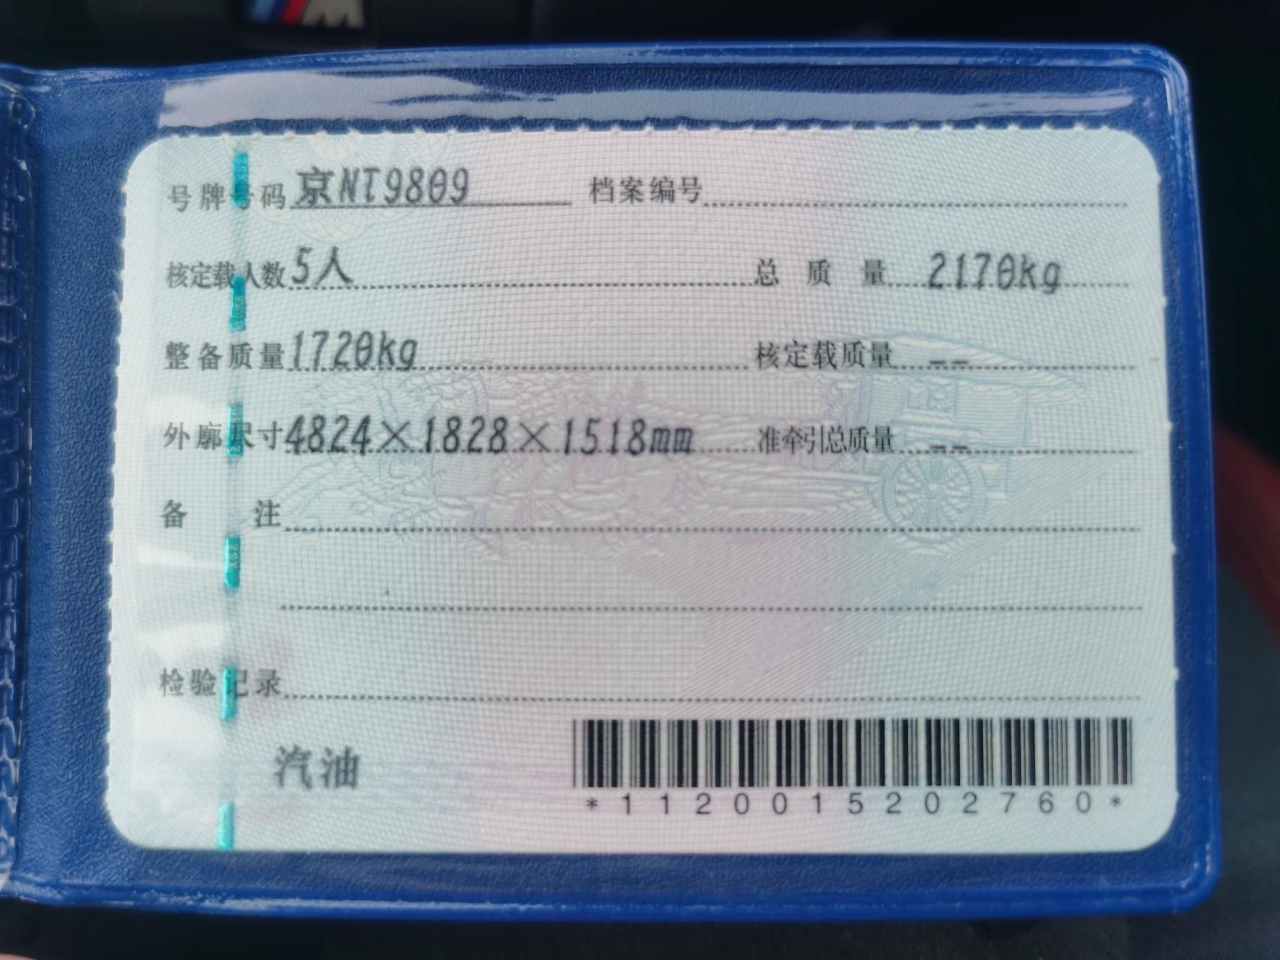 号牌号码 京NT9809 档案编号
核定载人数 5人 总质量 2170kg
整备质量 1720kg 核定载质量 --
外廓尺寸 4824×1828×1518mm 准牵引总质量 --
备注
检验记录
汽油
*1120015202760*